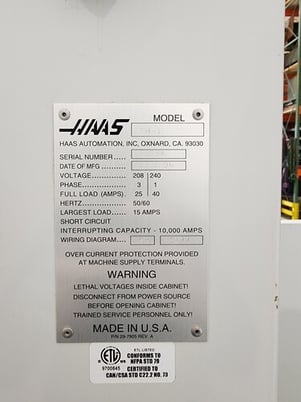 HAAS MODEL
HAAS AUTOMATION, INC, OXNARD, CA. 93030
SERIAL NUMBER.....
DATE OF MFG............
VOLTAGE.................. 208 | 240
PHASE...................... 3 | 1
FULL LOAD (AMPS). 25 | 40
HERTZ....................... 50/60
LARGEST LOAD...... 15 AMPS
SHORT CIRCUIT
INTERRUPTING CAPACITY - 10,000 AMPS
WIRING DIAGRAM....
OVER CURRENT PROTECTION PROVIDED
AT MACHINE SUPPLY TERMINALS.
WARNING
LETHAL VOLTAGES INSIDE CABINET!
DISCONNECT FROM POWER SOURCE
BEFORE OPENING CABINET!
TRAINED SERVICE PERSONNEL ONLY!
MADE IN U.S.A.
P/N 29-7905 REV. A
ETL LISTED
CONFORMS TO
NFPA STD 79
9700845
CERTIFIED TO
CAN/CSA STD C22.2 NO. 73